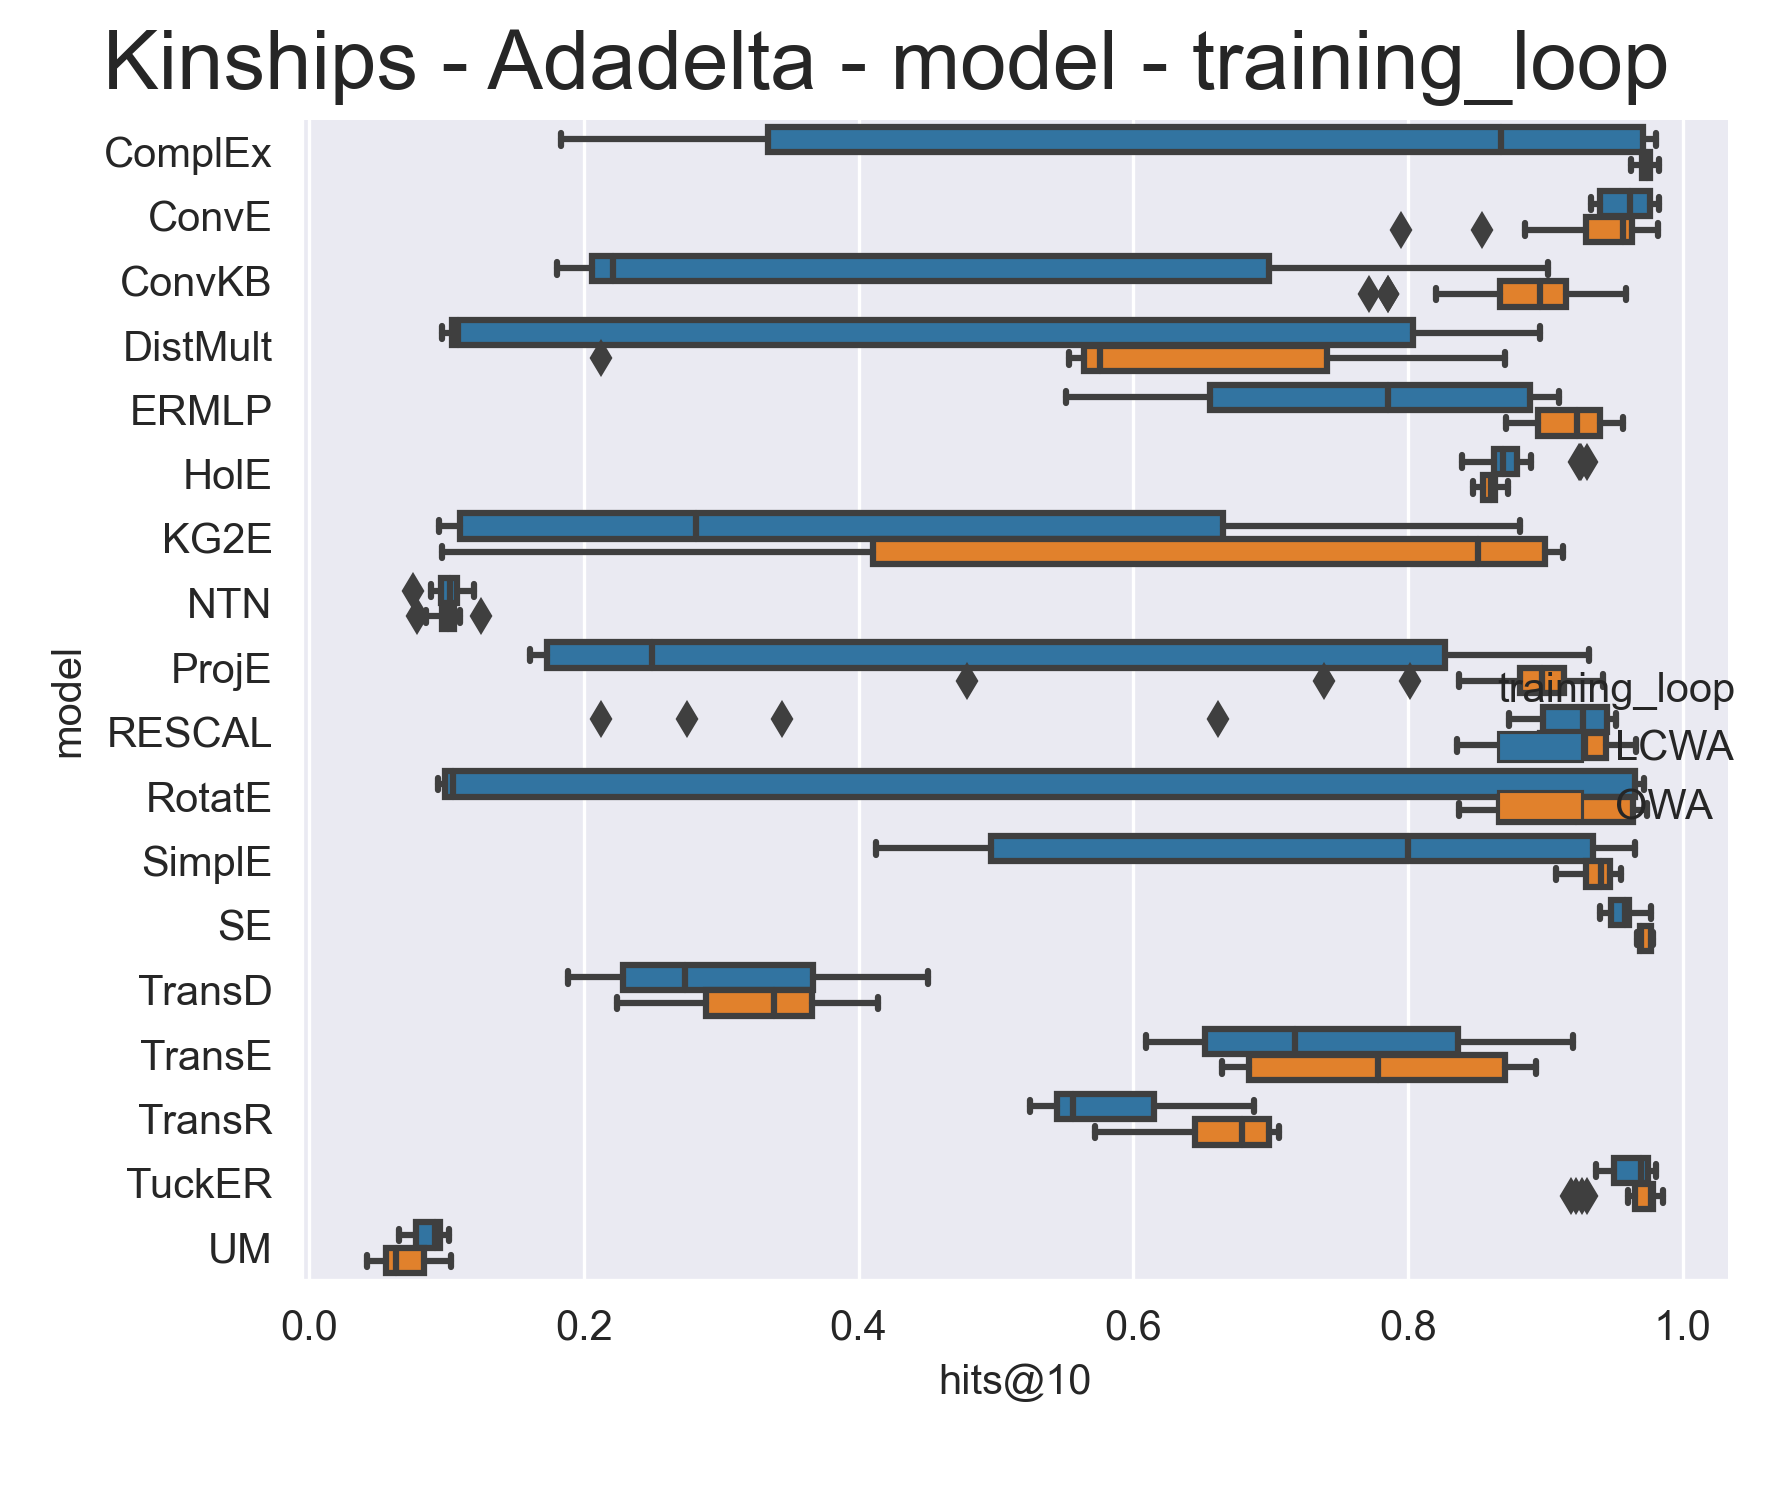 Kinships - Adadelta - model - training_loop
ComplEx
ConvE
ConvKB
DistMult
ERMLP
HolE
KG2E
NTN
ProjE
RESCAL
RotatE
SimplE
SE
TransD
TransE
TransR
TuckER
UM
model
training_loop
LCWA
OWA
0.0 0.2 0.4 0.6 0.8 1.0
hits@10